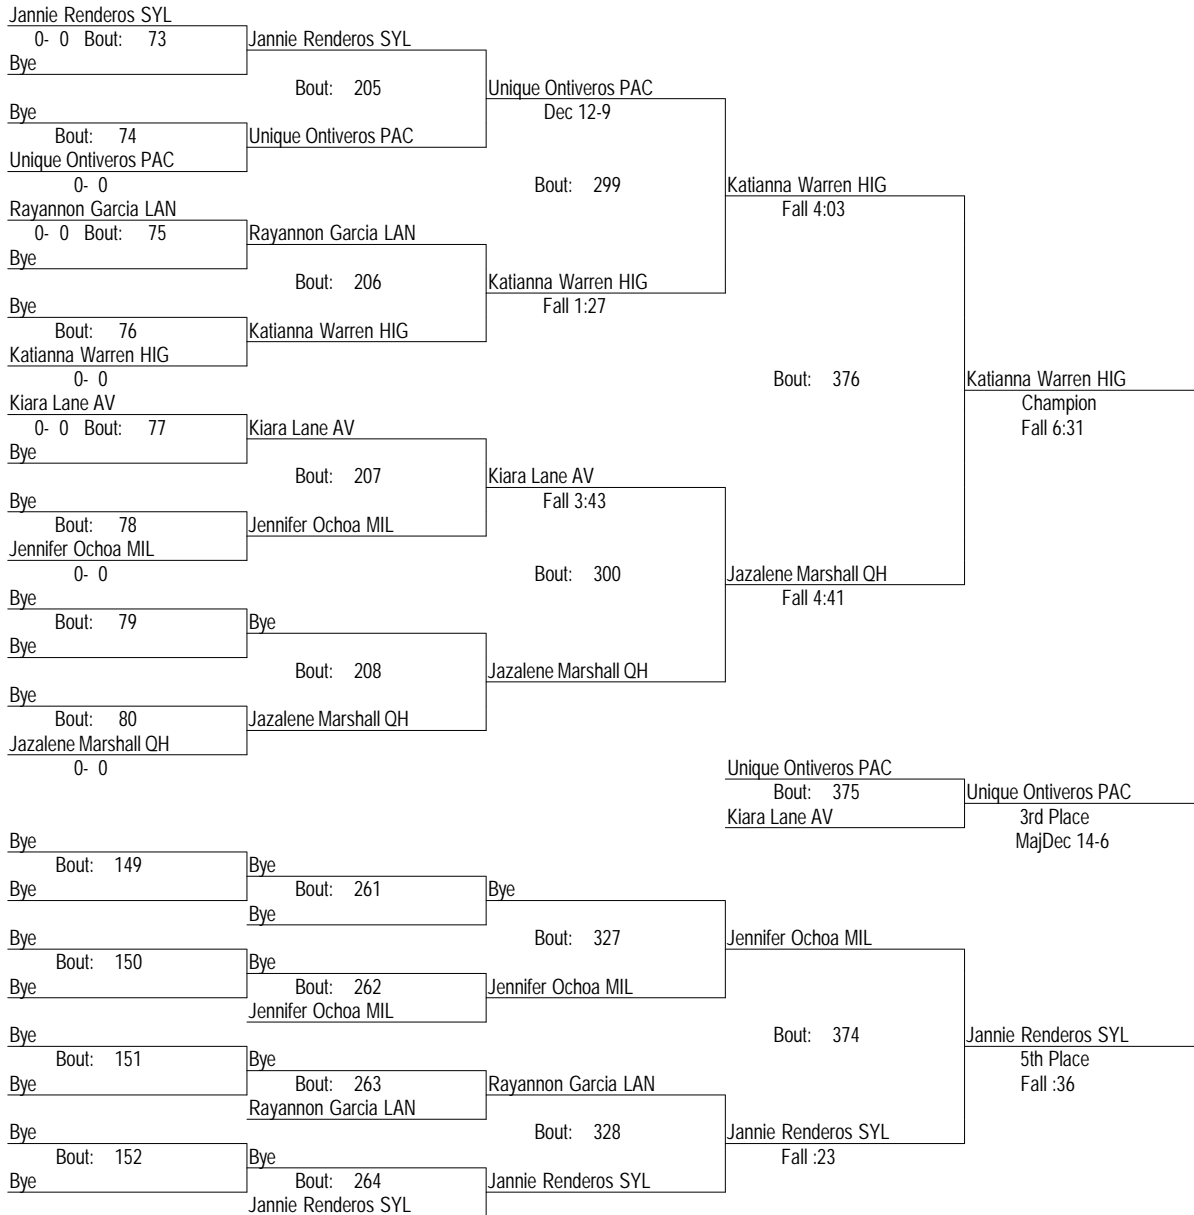 Jannie Renderos SYL
0- 0 Bout: 73
Jannie Renderos SYL
Bye
Bout: 205
Unique Ontiveros PAC
Bye
Dec 12-9
Bout: 74
Unique Ontiveros PAC
Unique Ontiveros PAC
0- 0
Bout: 299
Katianna Warren HIG
Rayannon Garcia LAN
Fall 4:03
0- 0 Bout: 75
Rayannon Garcia LAN
Bye
Bout: 206
Katianna Warren HIG
Bye
Fall 1:27
Bout: 76
Katianna Warren HIG
Katianna Warren HIG
0- 0
Bout: 376
Katianna Warren HIG
Kiara Lane AV
Champion
0- 0 Bout: 77
Kiara Lane AV
Fall 6:31
Bye
Bout: 207
Kiara Lane AV
Bye
Fall 3:43
Bout: 78
Jennifer Ochoa MIL
Jennifer Ochoa MIL
0- 0
Bout: 300
Jazalene Marshall QH
Bye
Fall 4:41
Bout: 79
Bye
Bye
Bout: 208
Jazalene Marshall QH
Bye
Bout: 80
Jazalene Marshall QH
Jazalene Marshall QH
0- 0
Unique Ontiveros PAC
Bout: 375
Unique Ontiveros PAC
Kiara Lane AV
3rd Place
MajDec 14-6
Bye
Bout: 149
Bye
Bye
Bout: 261
Bye
Bye
Bye
Bout: 327
Jennifer Ochoa MIL
Bout: 150
Bye
Bye
Bout: 262
Jennifer Ochoa MIL
Jennifer Ochoa MIL
Bye
Bout: 374
Jannie Renderos SYL
Bout: 151
Bye
5th Place
Bye
Bout: 263
Rayannon Garcia LAN
Fall :36
Rayannon Garcia LAN
Bye
Bout: 328
Jannie Renderos SYL
Bout: 152
Bye
Fall :23
Bye
Bout: 264
Jannie Renderos SYL
Jannie Renderos SYL